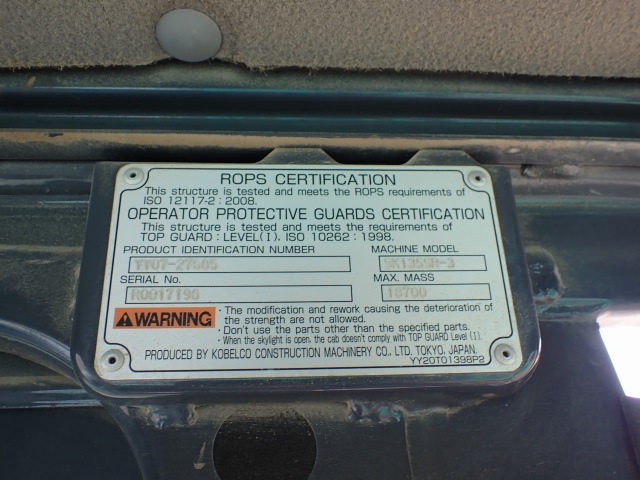 ROPS CERTIFICATION
This structure is tested and meets the ROPS requirements of
ISO 12117-2 : 2008.
OPERATOR PROTECTIVE GUARDS CERTIFICATION
This structure is tested and meets the requirements of
TOP GUARD : LEVEL(I), ISO 10262 : 1998.
PRODUCT IDENTIFICATION NUMBER MACHINE MODEL
SK135SR-3
SERIAL No. MAX. MASS
R0017196 18700
WARNING
· The modification and rework causing the deterioration of
the strength are not allowed.
· Don't use the parts other than the specified parts.
· When the skylight is open, the cab doesn't comply with TOP GUARD Level (I).
PRODUCED BY KOBELCO CONSTRUCTION MACHINERY CO., LTD. TOKYO, JAPAN.
YY20T01398P2